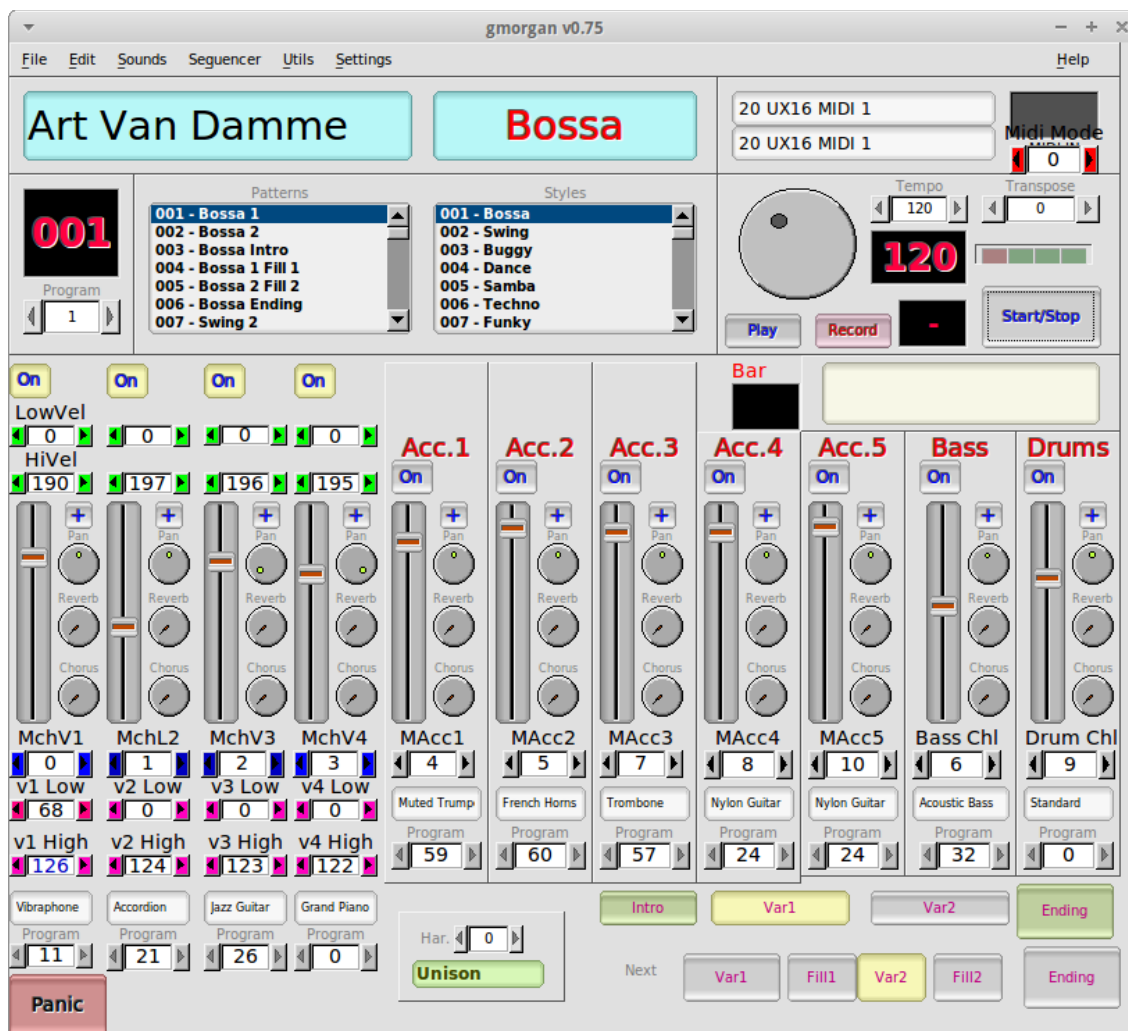 gmorgan v0.75
File Edit Sounds Sequencer Utils Settings Help
Art Van Damme
Bossa
20 UX16 MIDI 1
20 UX16 MIDI 1
Midi Mode
0
001
Program
1
Patterns
001 - Bossa 1
002 - Bossa 2
003 - Bossa Intro
004 - Bossa 1 Fill 1
005 - Bossa 2 Fill 2
006 - Bossa Ending
007 - Swing 2
Styles
001 - Bossa
002 - Swing
003 - Buggy
004 - Dance
005 - Samba
006 - Techno
007 - Funky
Tempo Transpose
120 0
120
Play Record - Start/Stop
On On On On
Bar
LowVel
0 0 0 0
HiVel
190 197 196 195
Acc.1 Acc.2 Acc.3 Acc.4 Acc.5 Bass Drums
On On On On On On On
+ + + + + + + + + + +
Pan Pan Pan Pan Pan Pan Pan Pan Pan Pan Pan
Reverb Reverb Reverb Reverb Reverb Reverb Reverb Reverb Reverb Reverb Reverb
Chorus Chorus Chorus Chorus Chorus Chorus Chorus Chorus Chorus Chorus Chorus
MchV1 MchL2 MchV3 MchV4 MAcc1 MAcc2 MAcc3 MAcc4 MAcc5 Bass Chl Drum Chl
0 1 2 3 4 5 7 8 10 6 9
v1 Low v2 Low v3 Low v4 Low
68 0 0 0
Muted Trump French Horns Trombone Nylon Guitar Nylon Guitar Acoustic Bass Standard
v1 High v2 High v3 High v4 High
126 124 123 122
Program Program Program Program Program Program Program
59 60 57 24 24 32 0
Vibraphone Accordion Jazz Guitar Grand Piano
Program Program Program Program
11 21 26 0
Panic
Har. 0
Unison
Intro Var1 Var2 Ending
Next Var1 Fill1 Var2 Fill2 Ending